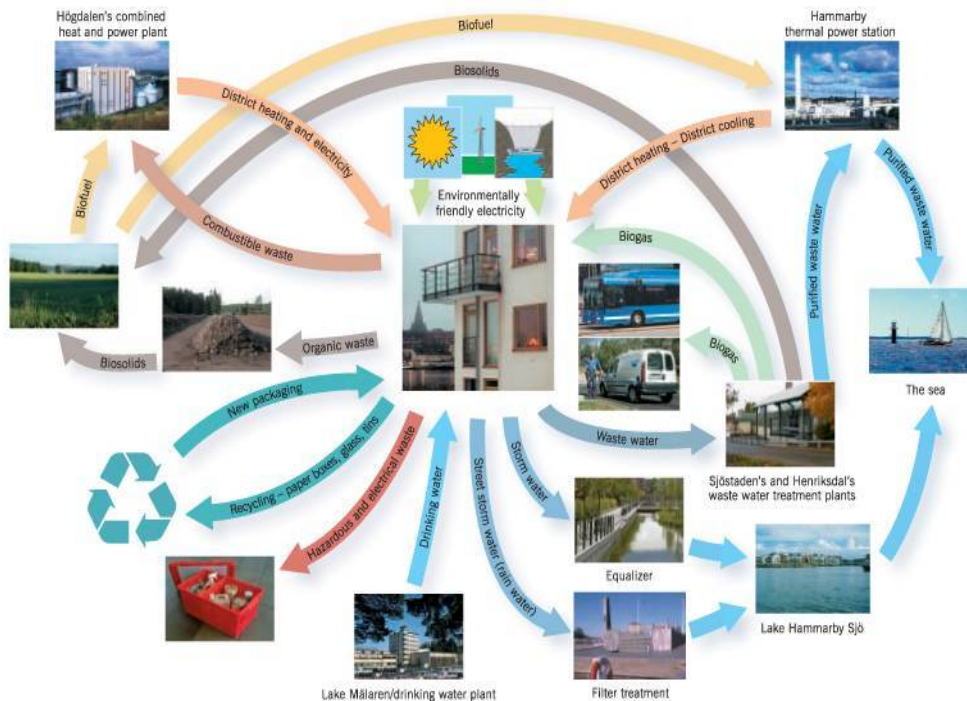 Högdalen's combined
heat and power plant
Biofuel
Hammarby
thermal power station
Biosolids
District heating and electricity
District heating – District cooling
Environmentally
friendly electricity
Biofuel
Combustible waste
Purified waste water
Purified waste water
Biogas
Biogas
Organic waste
Biosolids
The sea
New packaging
Recycling – paper boxes, glass, tins
Hazardous and electrical waste
Drinking water
Street storm water (rain water)
Storm water
Waste water
Sjöstaden's and Henriksdal's
waste water treatment plants
Equalizer
Lake Hammarby Sjö
Lake Mälaren/drinking water plant
Filter treatment